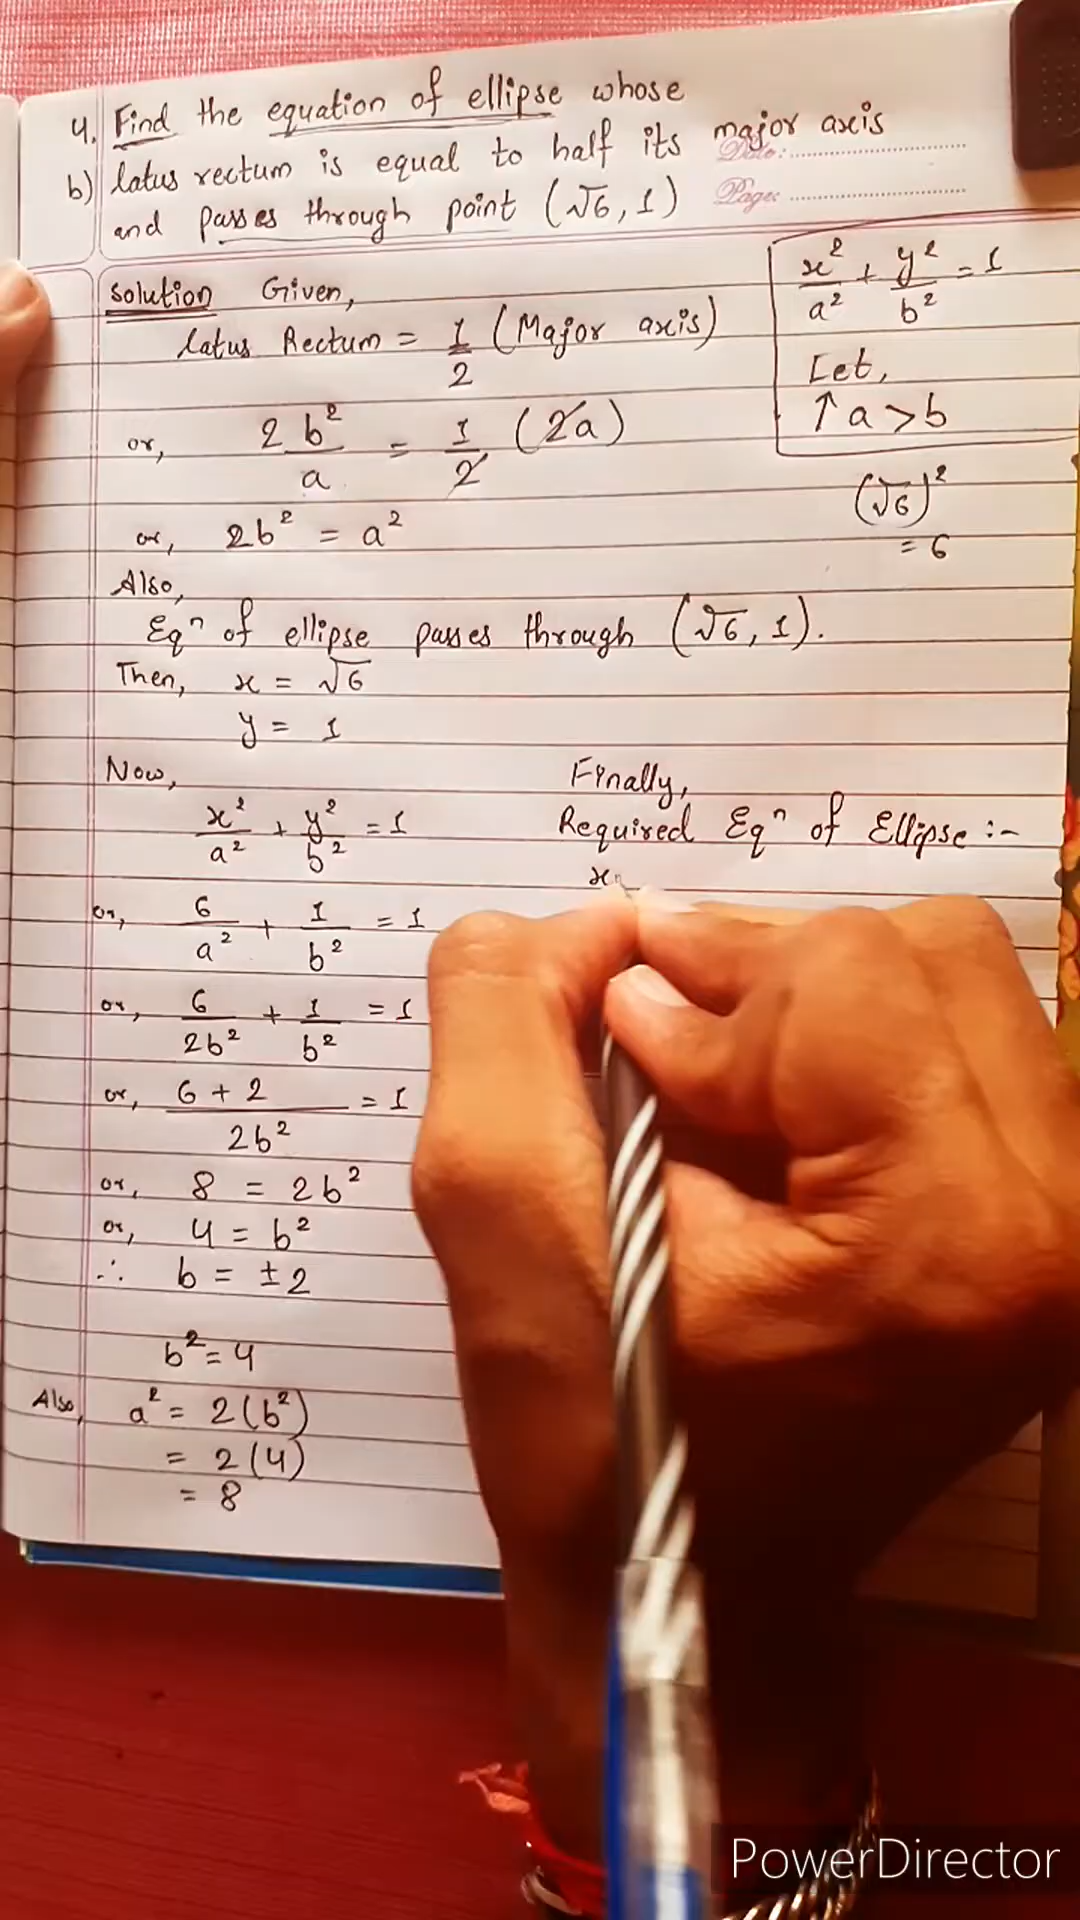 4. Find the equation of ellipse whose
b) latus rectum is equal to half its major axis
and passes through point (√6, 1)
Date:
Page:
Solution Given,
latus Rectum = 1/2 (Major axis)
or, 2b²/a = 1/2 (2a)
or, 2b² = a²
x²/a² + y²/b² = 1
Let,
↑ a > b
(√6)²
= 6
Also,
Eqⁿ of ellipse passes through (√6, 1).
Then, x = √6
y = 1
Now,
x²/a² + y²/b² = 1
or, 6/a² + 1/b² = 1
or, 6/2b² + 1/b² = 1
or, 6 + 2/2b² = 1
or, 8 = 2b²
or, 4 = b²
∴ b = ±2
b² = 4
Also, a² = 2(b²)
= 2(4)
= 8
Finally,
Required Eqⁿ of Ellipse :-
x
PowerDirector